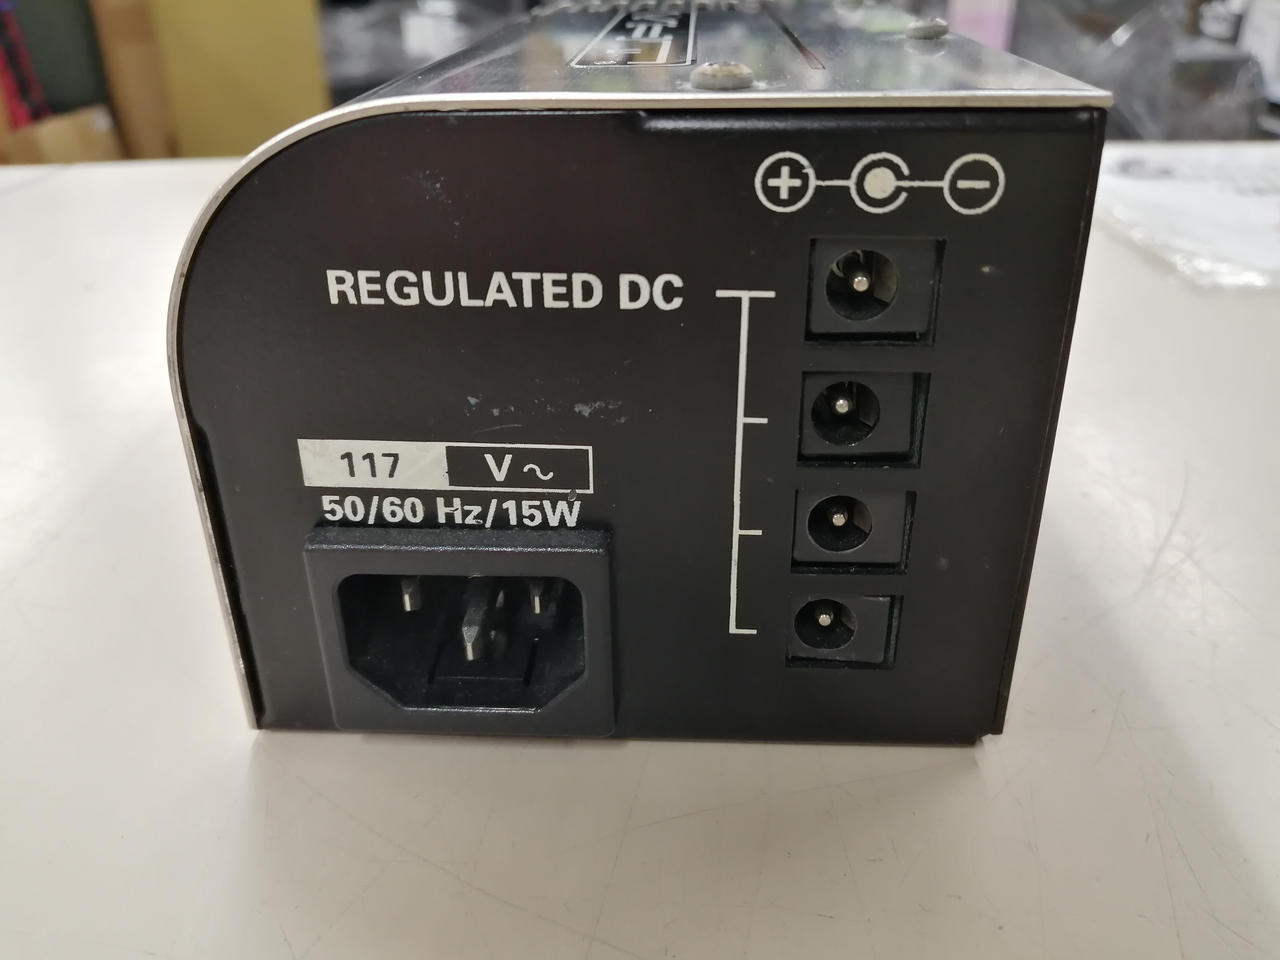 + −
REGULATED DC
117 V ~
50/60 Hz/15W